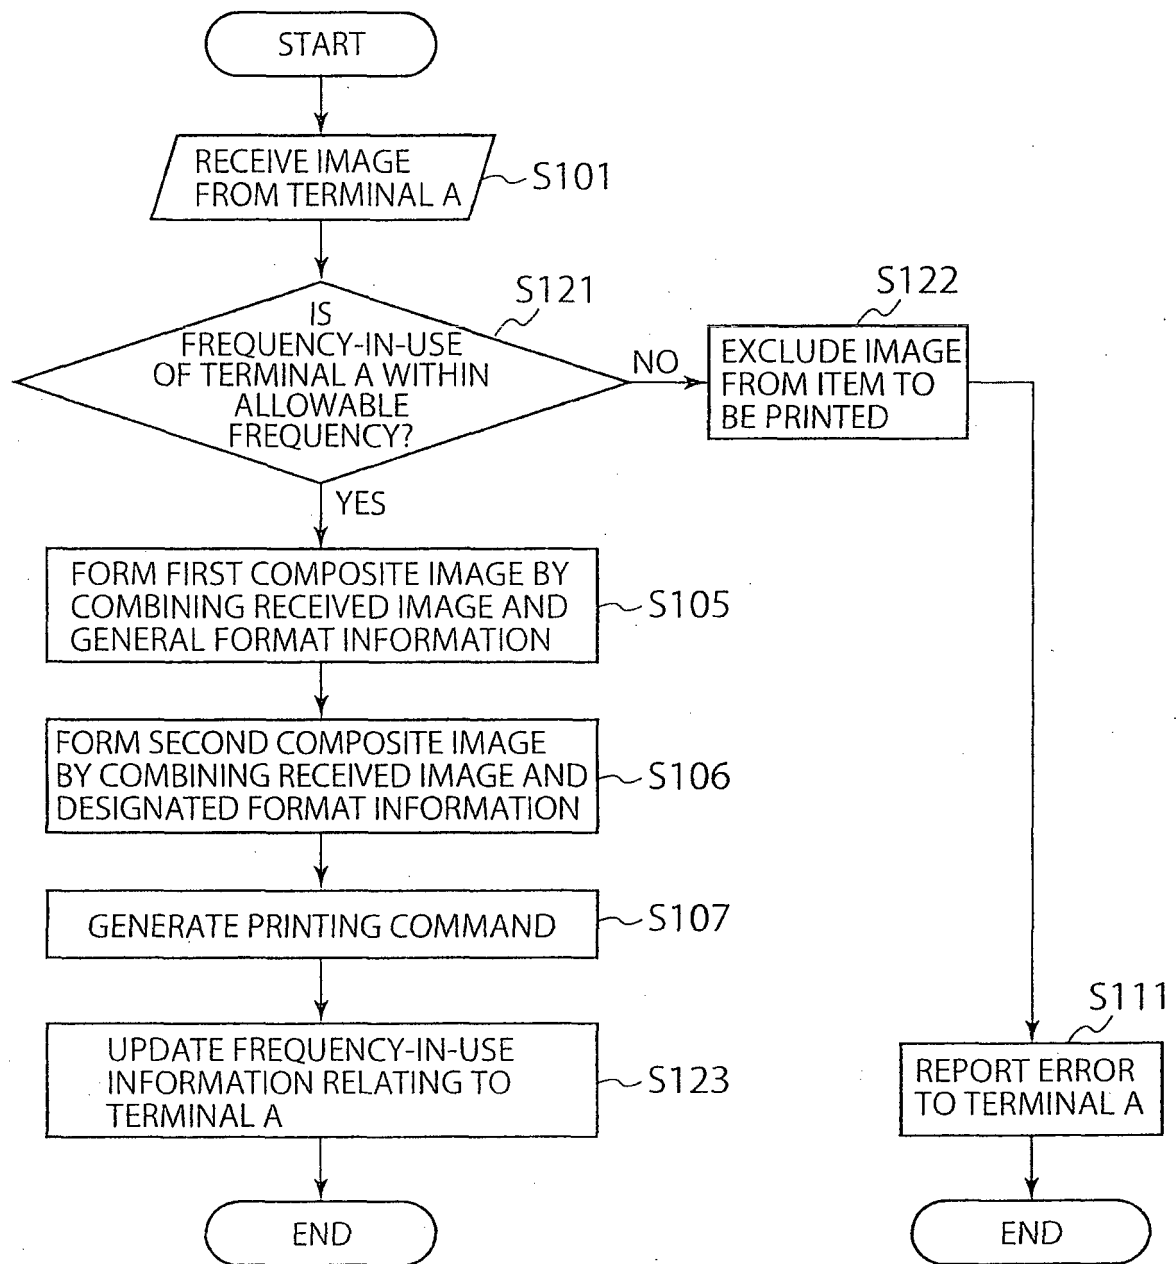 START
RECEIVE IMAGE
FROM TERMINAL A
S101
IS
FREQUENCY-IN-USE
OF TERMINAL A WITHIN
ALLOWABLE
FREQUENCY?
S121
NO
EXCLUDE IMAGE
FROM ITEM TO
BE PRINTED
S122
YES
FORM FIRST COMPOSITE IMAGE BY
COMBINING RECEIVED IMAGE AND
GENERAL FORMAT INFORMATION
S105
FORM SECOND COMPOSITE IMAGE
BY COMBINING RECEIVED IMAGE AND
DESIGNATED FORMAT INFORMATION
S106
GENERATE PRINTING COMMAND
S107
UPDATE FREQUENCY-IN-USE
INFORMATION RELATING TO
TERMINAL A
S123
END
S111
REPORT ERROR
TO TERMINAL A
END